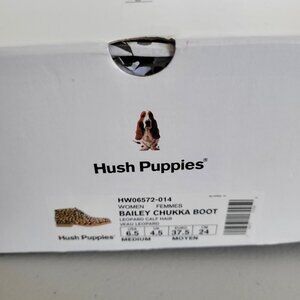 Hush Puppies®
HW06572-014
WOMEN FEMMES
BAILEY CHUKKA BOOT
LEOPARD CALF HAIR
VEAU LEOPARD
6.5 4.5 37.5 24
Hush Puppies
MEDIUM MOYEN